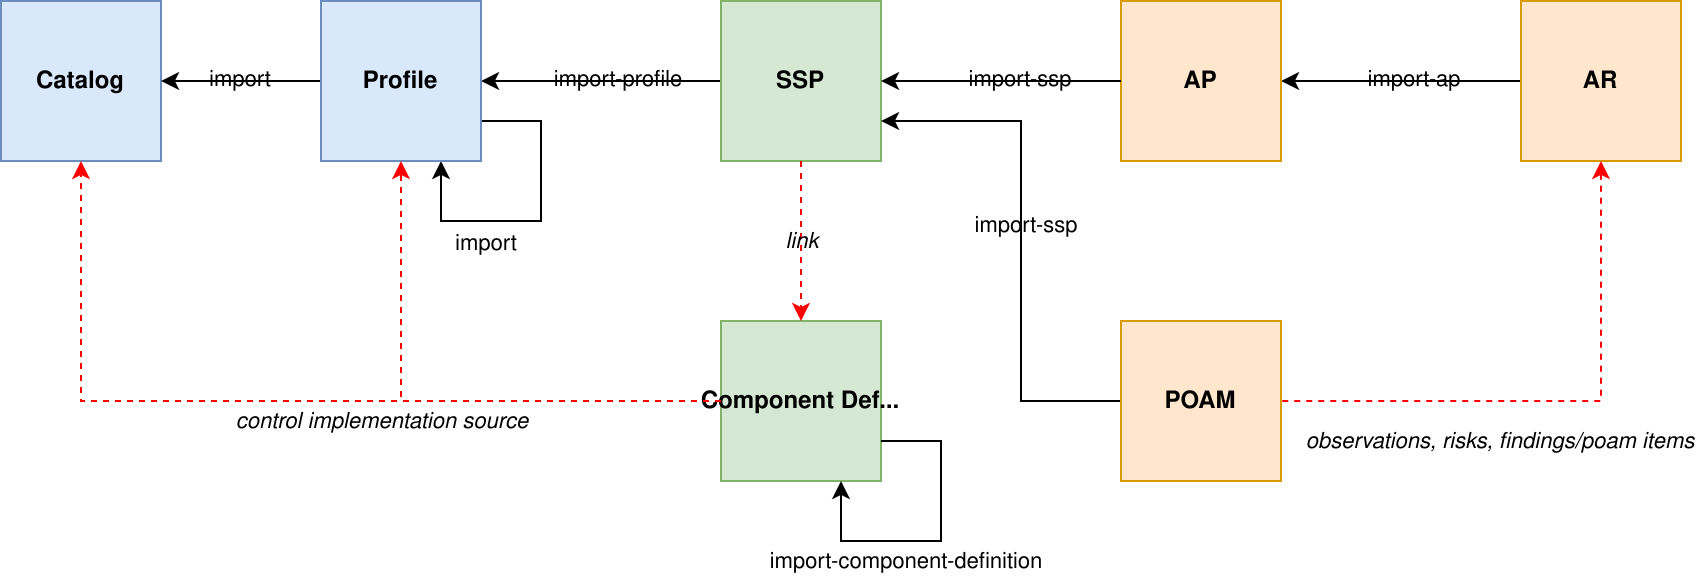 Catalog
import
Profile
import-profile
SSP
import-ssp
AP
import-ap
AR
import
link
import-ssp
Component Def...
POAM
control implementation source
observations, risks, findings/poam items
import-component-definition